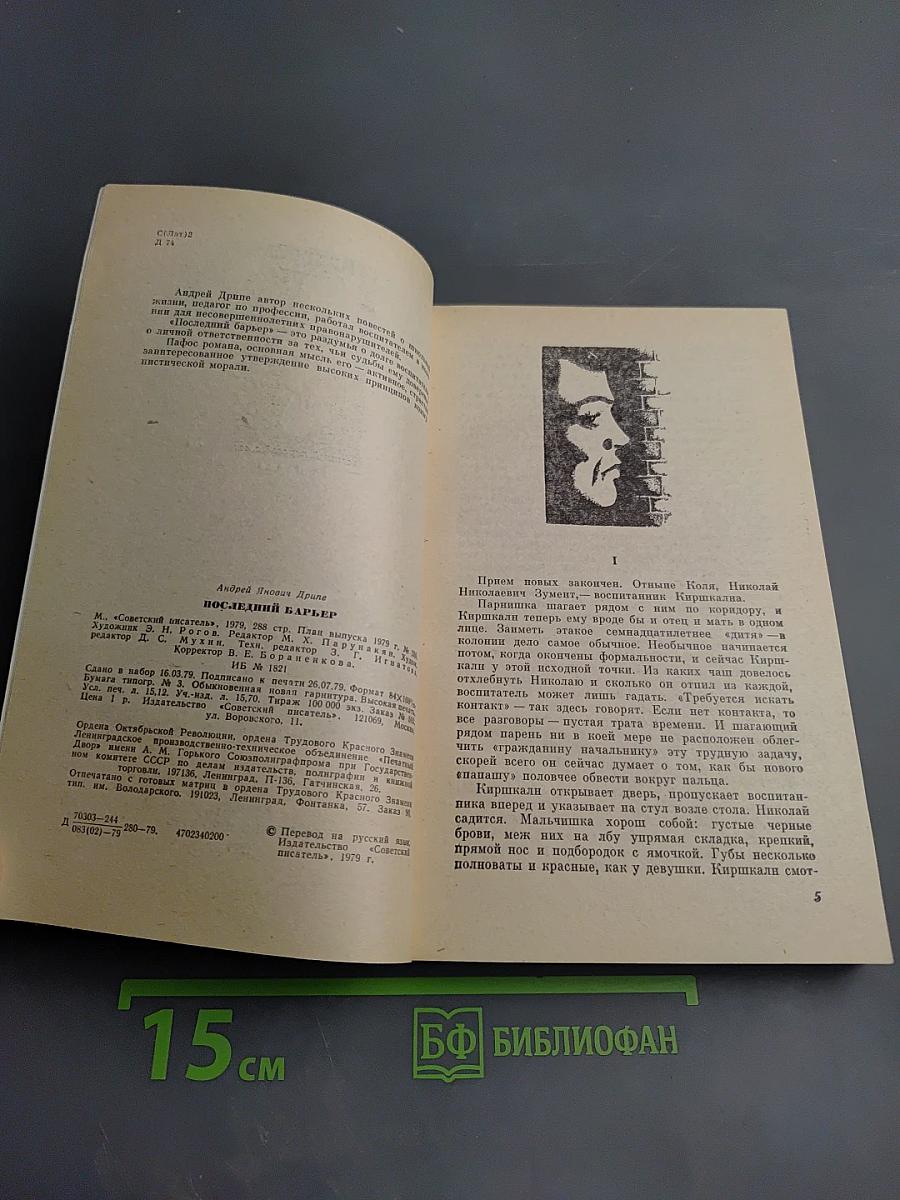 С(Лат)2
Д 74
Андрей Дрипе автор нескольких повестей о
жизни, педагог по профессии, работал воспитателем в
нии для несовершеннолетних правонарушителей.
«Последний барьер» — это раздумья о долге
о личной ответственности за тех, чьи судьбы ему
Пафос романа, основная мысль его — активное,
заинтересованное утверждение высоких принципов
нистической морали.
Андрей Янович Дрипе
ПОСЛЕДНИЙ БАРЬЕР
М., «Советский писатель», 1979, 288 стр. План выпуска 1979 г. №
Художник Э. Н. Рогов. Редактор М. Х. Парунакян. Худож.
редактор Д. С. Мухин. Техн. редактор З. Г. Игнатова.
Корректор В. Е. Бораненкова.
ИБ № 1821
Сдано в набор 16.03.79. Подписано к печати 26.07.79. Формат 84×108¹/₃₂.
Бумага типогр. № 3. Обыкновенная новая гарнитура. Высокая печать.
Усл. печ. л. 15,12. Уч.-изд. л. 15,70. Тираж 100 000 экз. Заказ №
Цена 1 р. Издательство «Советский писатель». 121069, Москва,
ул. Воровского, 11.
Ордена Октябрьской Революции, ордена Трудового Красного Знамени
Ленинградское производственно-техническое объединение «Печатный
Двор» имени А. М. Горького Союзполиграфпрома при Государствен-
ном комитете СССР по делам издательств, полиграфии и книжной
торговли. 197136, Ленинград, П-136, Гатчинская, 26.
Отпечатано с готовых матриц в ордена Трудового Красного Знамени
тип. им. Володарского. 191023, Ленинград, Фонтанка, 57. Заказ
Д 70303—244
083(02)—79 280—79. 4702340200
© Перевод на русский язык.
Издательство «Советский
писатель», 1979 г.
I
Прием новых закончен. Отныне Коля, Николай
Николаевич Зумент,— воспитанник Киршкална.
Парнишка шагает рядом с ним по коридору, и
Киршкалн теперь ему вроде бы и отец и мать в одном
лице. Заиметь этакое семнадцатилетнее «дитя» — в
колонии дело самое обычное. Необычное начинается
потом, когда окончены формальности, и сейчас Кирш-
калн у этой исходной точки. Из каких чаш довелось
отхлебнуть Николаю и сколько он отпил из каждой,
воспитатель может лишь гадать. «Требуется искать
контакт» — так здесь говорят. Если нет контакта, то
все разговоры — пустая трата времени. И шагающий
рядом парень ни в коей мере не расположен облег-
чить «гражданину начальнику» эту трудную задачу,
скорей всего он сейчас думает о том, как бы нового
«папашу» половчее обвести вокруг пальца.
Киршкалн открывает дверь, пропускает воспитан-
ника вперед и указывает на стул возле стола. Николай
садится. Мальчишка хорош собой: густые черные
брови, меж них на лбу упрямая складка, крепкий,
прямой нос и подбородок с ямочкой. Губы несколько
полноваты и красные, как у девушки. Киршкалн смот-
5
15 см
БФ БИБЛИОФАН